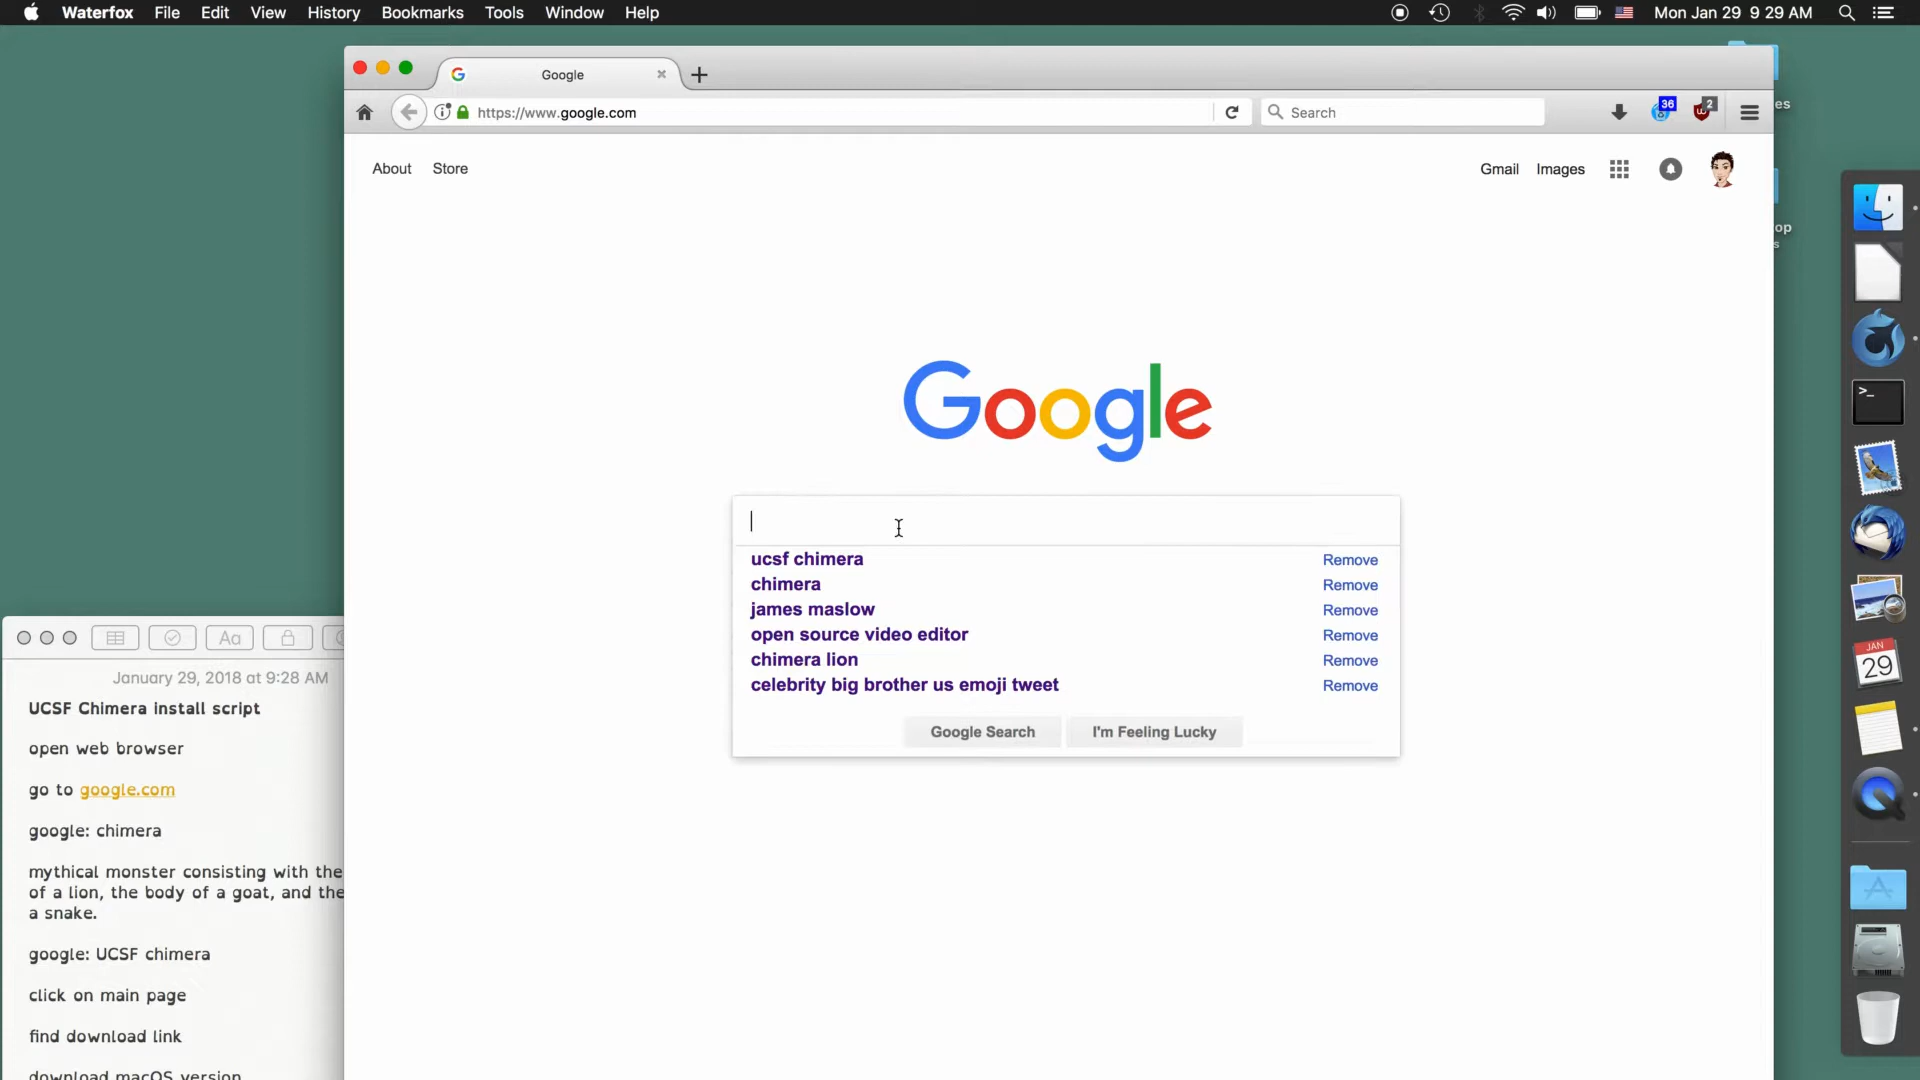 Waterfox File Edit View History Bookmarks Tools Window Help
Mon Jan 29 9:29 AM
Google
https://www.google.com
Search
36
2
About Store
Gmail Images
Google
ucsf chimera Remove
chimera Remove
james maslow Remove
open source video editor Remove
chimera lion Remove
celebrity big brother us emoji tweet Remove
Google Search I'm Feeling Lucky
Aa
January 29, 2018 at 9:28 AM
UCSF Chimera install script
open web browser
go to google.com
google: chimera
mythical monster consisting with the
of a lion, the body of a goat, and the
a snake.
google: UCSF chimera
click on main page
find download link
download macOS version
es
op
s
>_
JAN
29